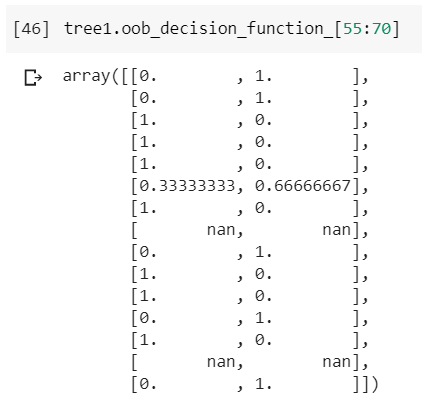 [46] tree1.oob_decision_function_[55:70]
array([[0.        , 1.        ],
       [0.        , 1.        ],
       [1.        , 0.        ],
       [1.        , 0.        ],
       [1.        , 0.        ],
       [0.33333333, 0.66666667],
       [1.        , 0.        ],
       [       nan,        nan],
       [0.        , 1.        ],
       [1.        , 0.        ],
       [1.        , 0.        ],
       [0.        , 1.        ],
       [1.        , 0.        ],
       [       nan,        nan],
       [0.        , 1.        ]])